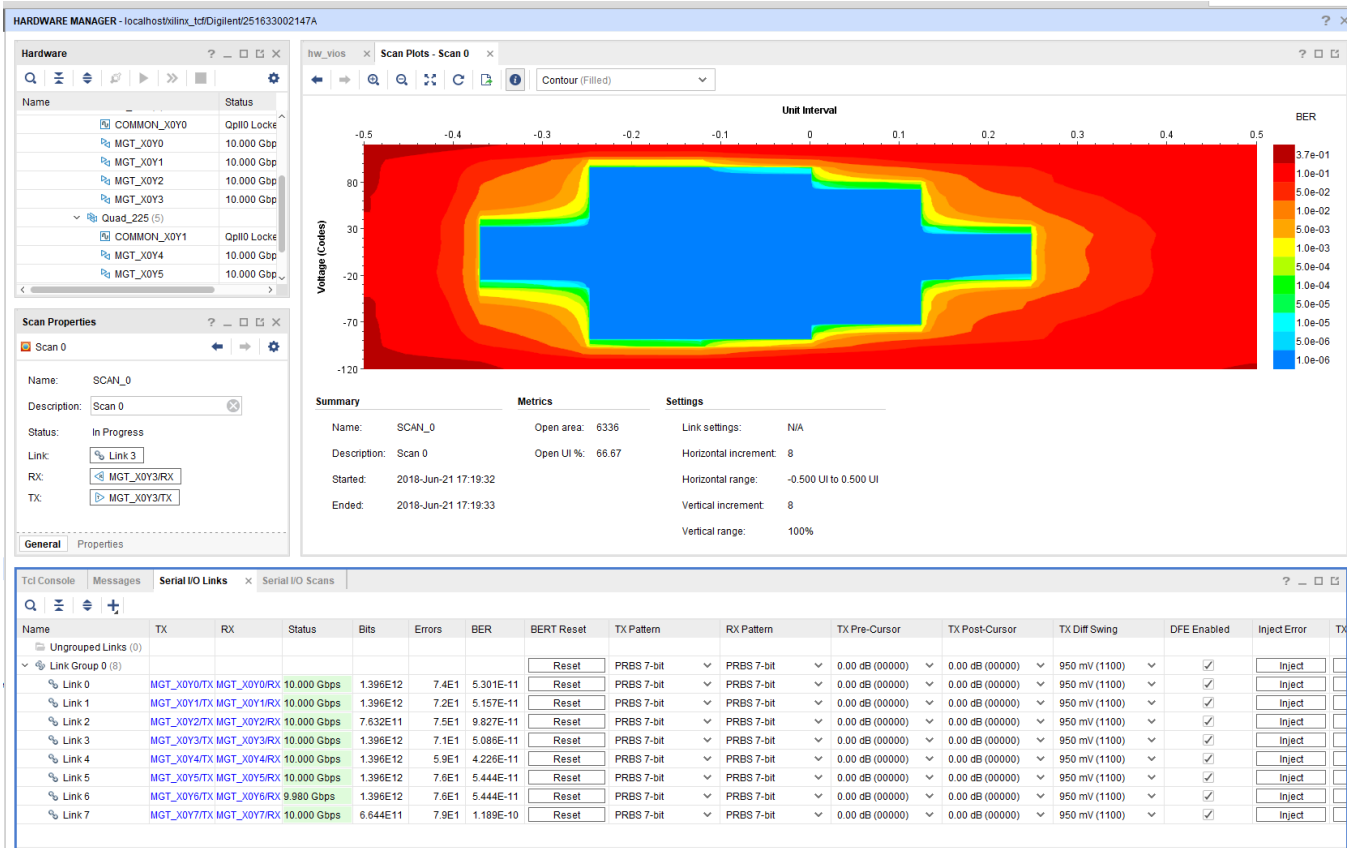 HARDWARE MANAGER - localhost/xilinx_tcf/Digilent/251633002147A
Hardware
Name Status
COMMON_X0Y0 Qpll0 Locke
MGT_X0Y0 10.000 Gbp
MGT_X0Y1 10.000 Gbp
MGT_X0Y2 10.000 Gbp
MGT_X0Y3 10.000 Gbp
Quad_225 (5)
COMMON_X0Y1 Qpll0 Locke
MGT_X0Y4 10.000 Gbp
MGT_X0Y5 10.000 Gbp
Scan Properties
Scan 0
Name: SCAN_0
Description: Scan 0
Status: In Progress
Link: Link 3
RX: MGT_X0Y3/RX
TX: MGT_X0Y3/TX
General Properties
hw_vios Scan Plots - Scan 0
Contour (Filled)
Unit Interval
BER
-0.5 -0.4 -0.3 -0.2 -0.1 0 0.1 0.2 0.3 0.4 0.5
Voltage (Codes)
80
30
-20
-70
-120
3.7e-01
1.0e-01
5.0e-02
1.0e-02
5.0e-03
1.0e-03
5.0e-04
1.0e-04
5.0e-05
1.0e-05
5.0e-06
1.0e-06
Summary Metrics Settings
Name: SCAN_0 Open area: 6336 Link settings: N/A
Description: Scan 0 Open UI %: 66.67 Horizontal increment: 8
Started: 2018-Jun-21 17:19:32 Horizontal range: -0.500 UI to 0.500 UI
Ended: 2018-Jun-21 17:19:33 Vertical increment: 8
Vertical range: 100%
Tcl Console Messages Serial I/O Links Serial I/O Scans
Name TX RX Status Bits Errors BER BERT Reset TX Pattern RX Pattern TX Pre-Cursor TX Post-Cursor TX Diff Swing DFE Enabled Inject Error TX
Ungrouped Links (0)
Link Group 0 (8) Reset PRBS 7-bit PRBS 7-bit 0.00 dB (00000) 0.00 dB (00000) 950 mV (1100) Inject
Link 0 MGT_X0Y0/TX MGT_X0Y0/RX 10.000 Gbps 1.396E12 7.4E1 5.301E-11 Reset PRBS 7-bit PRBS 7-bit 0.00 dB (00000) 0.00 dB (00000) 950 mV (1100) Inject
Link 1 MGT_X0Y1/TX MGT_X0Y1/RX 10.000 Gbps 1.396E12 7.2E1 5.157E-11 Reset PRBS 7-bit PRBS 7-bit 0.00 dB (00000) 0.00 dB (00000) 950 mV (1100) Inject
Link 2 MGT_X0Y2/TX MGT_X0Y2/RX 10.000 Gbps 7.632E11 7.5E1 9.827E-11 Reset PRBS 7-bit PRBS 7-bit 0.00 dB (00000) 0.00 dB (00000) 950 mV (1100) Inject
Link 3 MGT_X0Y3/TX MGT_X0Y3/RX 10.000 Gbps 1.396E12 7.1E1 5.086E-11 Reset PRBS 7-bit PRBS 7-bit 0.00 dB (00000) 0.00 dB (00000) 950 mV (1100) Inject
Link 4 MGT_X0Y4/TX MGT_X0Y4/RX 10.000 Gbps 1.396E12 5.9E1 4.226E-11 Reset PRBS 7-bit PRBS 7-bit 0.00 dB (00000) 0.00 dB (00000) 950 mV (1100) Inject
Link 5 MGT_X0Y5/TX MGT_X0Y5/RX 10.000 Gbps 1.396E12 7.6E1 5.444E-11 Reset PRBS 7-bit PRBS 7-bit 0.00 dB (00000) 0.00 dB (00000) 950 mV (1100) Inject
Link 6 MGT_X0Y6/TX MGT_X0Y6/RX 9.980 Gbps 1.396E12 7.6E1 5.444E-11 Reset PRBS 7-bit PRBS 7-bit 0.00 dB (00000) 0.00 dB (00000) 950 mV (1100) Inject
Link 7 MGT_X0Y7/TX MGT_X0Y7/RX 10.000 Gbps 6.644E11 7.9E1 1.189E-10 Reset PRBS 7-bit PRBS 7-bit 0.00 dB (00000) 0.00 dB (00000) 950 mV (1100) Inject